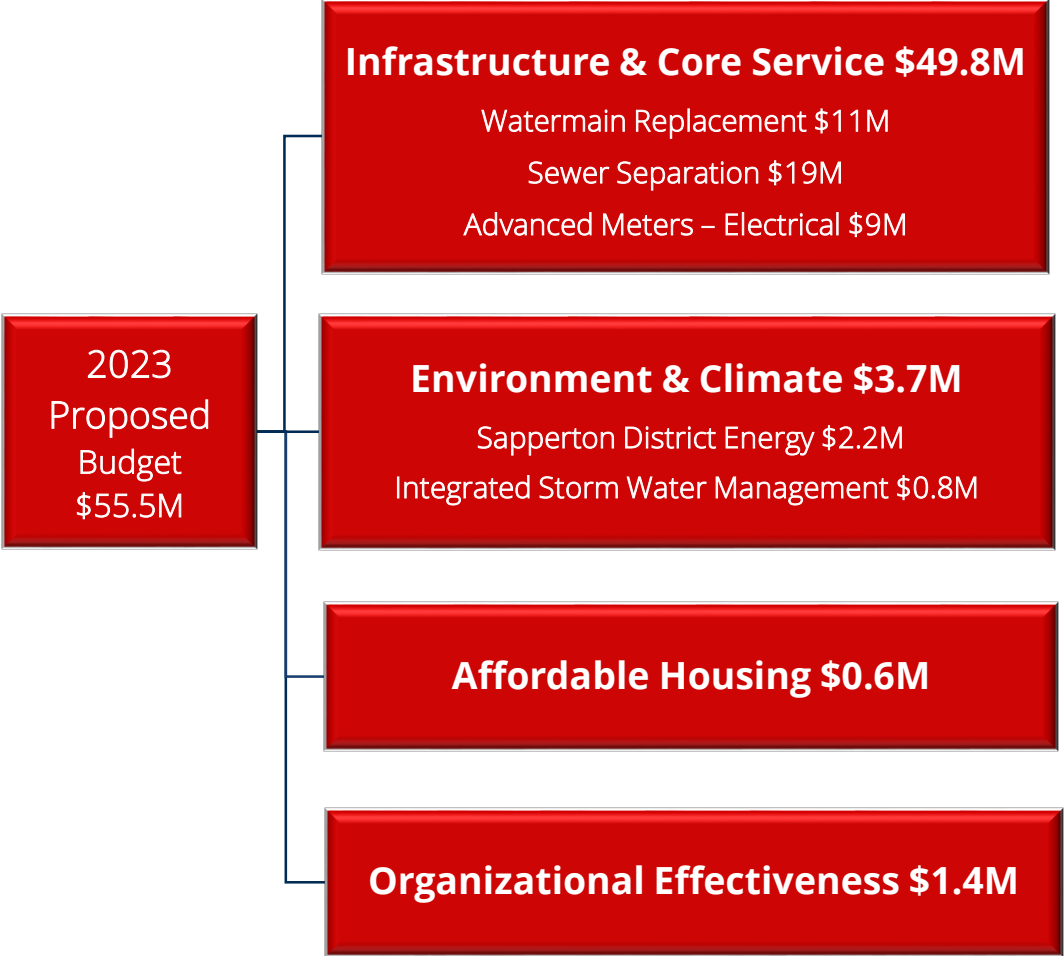 Infrastructure & Core Service $49.8M
Watermain Replacement $11M
Sewer Separation $19M
Advanced Meters – Electrical $9M
2023
Proposed
Budget
$55.5M
Environment & Climate $3.7M
Sapperton District Energy $2.2M
Integrated Storm Water Management $0.8M
Affordable Housing $0.6M
Organizational Effectiveness $1.4M